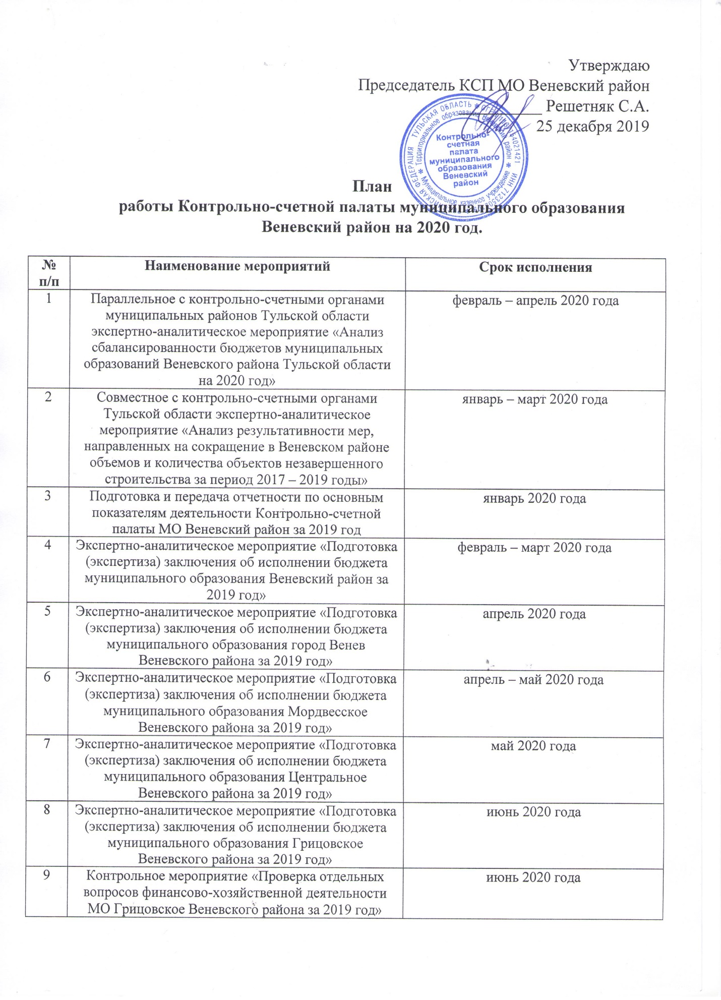 Утверждаю
Председатель КСП МО Веневский район
Решетняк С.А.
25 декабря 2019
РОССИЙСКАЯ ФЕДЕРАЦИЯ ТУЛЬСКАЯ ОБЛАСТЬ * ОГРН
ИНН
* Территориальное образование Веневский район *
Муниципальное казенное учреждение
Контрольно-
счетная
палата
муниципального
образования
Веневский
район
План
работы Контрольно-счетной палаты муниципального образования
Веневский район на 2020 год.
№
п/п
Наименование мероприятий
Срок исполнения
1
Параллельное с контрольно-счетными органами
муниципальных районов Тульской области
экспертно-аналитическое мероприятие «Анализ
сбалансированности бюджетов муниципальных
образований Веневского района Тульской области
на 2020 год»
февраль – апрель 2020 года
2
Совместное с контрольно-счетными органами
Тульской области экспертно-аналитическое
мероприятие «Анализ результативности мер,
направленных на сокращение в Веневском районе
объемов и количества объектов незавершенного
строительства за период 2017 – 2019 годы»
январь – март 2020 года
3
Подготовка и передача отчетности по основным
показателям деятельности Контрольно-счетной
палаты МО Веневский район за 2019 год
январь 2020 года
4
Экспертно-аналитическое мероприятие «Подготовка
(экспертиза) заключения об исполнении бюджета
муниципального образования Веневский район за
2019 год»
февраль – март 2020 года
5
Экспертно-аналитическое мероприятие «Подготовка
(экспертиза) заключения об исполнении бюджета
муниципального образования город Венев
Веневского района за 2019 год»
апрель 2020 года
6
Экспертно-аналитическое мероприятие «Подготовка
(экспертиза) заключения об исполнении бюджета
муниципального образования Мордвесское
Веневского района за 2019 год»
апрель – май 2020 года
7
Экспертно-аналитическое мероприятие «Подготовка
(экспертиза) заключения об исполнении бюджета
муниципального образования Центральное
Веневского района за 2019 год»
май 2020 года
8
Экспертно-аналитическое мероприятие «Подготовка
(экспертиза) заключения об исполнении бюджета
муниципального образования Грицовское
Веневского района за 2019 год»
июнь 2020 года
9
Контрольное мероприятие «Проверка отдельных
вопросов финансово-хозяйственной деятельности
МО Грицовское Веневского района за 2019 год»
июнь 2020 года